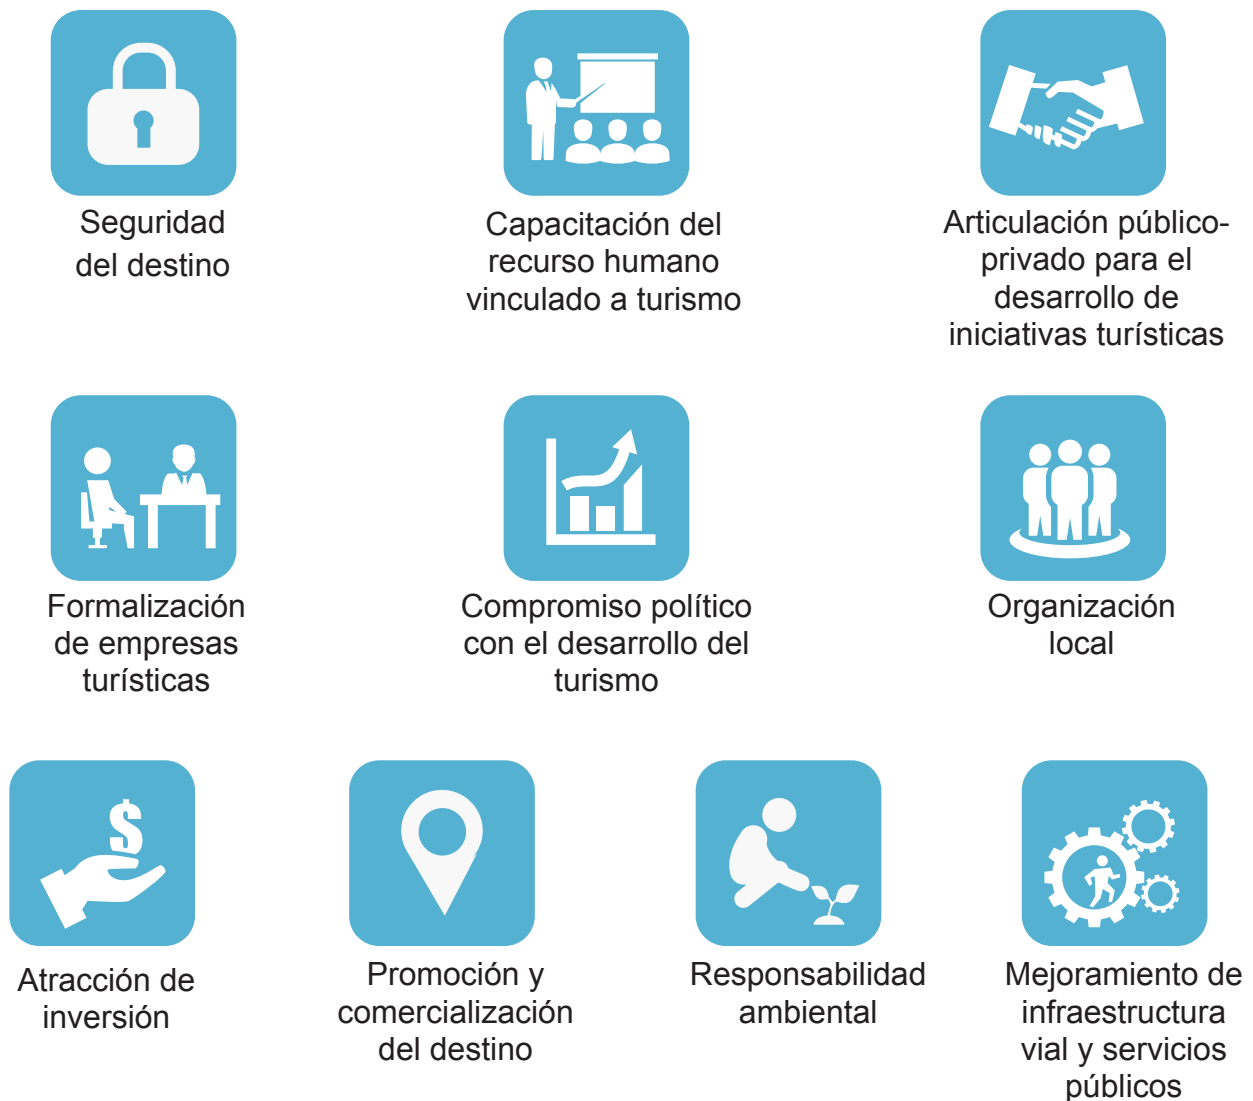 Seguridad
del destino
Capacitación del
recurso humano
vinculado a turismo
Articulación público-
privado para el
desarrollo de
iniciativas turísticas
Formalización
de empresas
turísticas
Compromiso político
con el desarrollo del
turismo
Organización
local
$
Atracción de
inversión
Promoción y
comercialización
del destino
Responsabilidad
ambiental
Mejoramiento de
infraestructura
vial y servicios
públicos